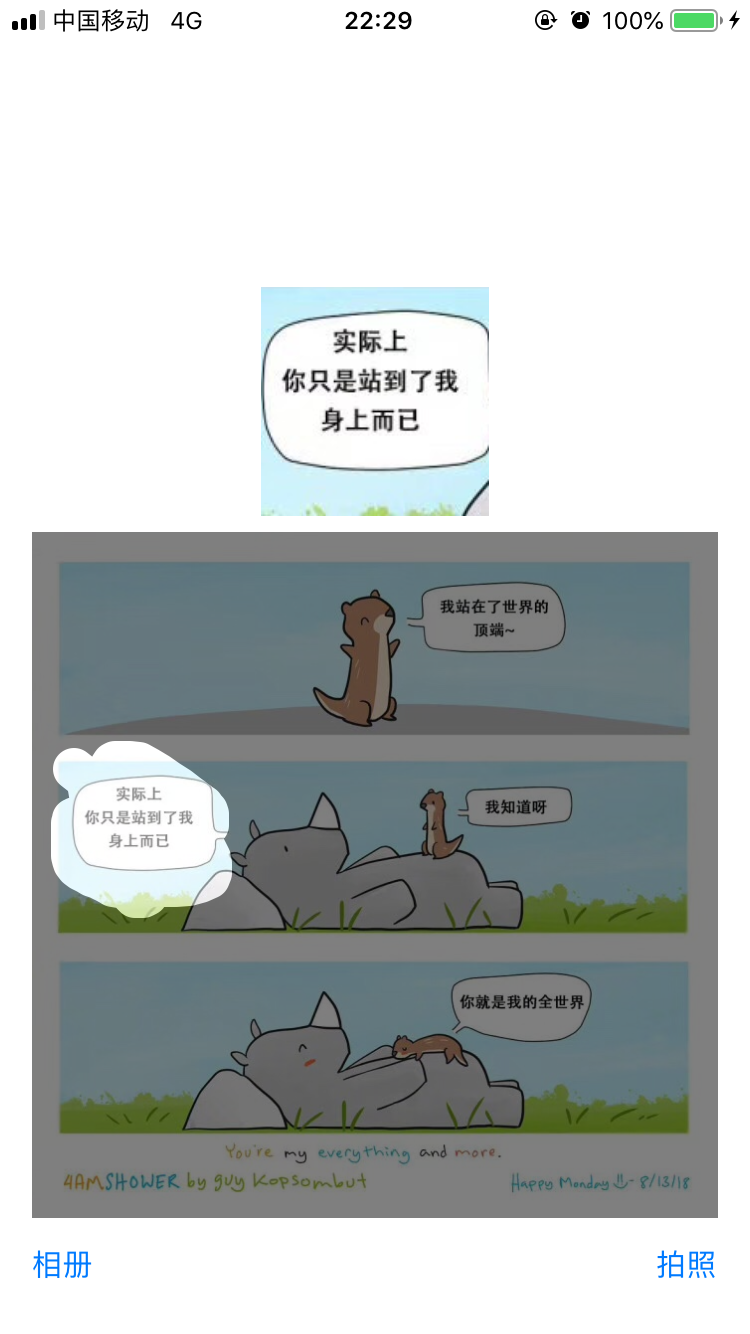 中国移动 4G 22:29 100%
实际上
你只是站到了我
身上而已
我站在了世界的
顶端~
实际上
你只是站到了我
身上而已
我知道呀
你就是我的全世界
You're my everything and more.
4AMSHOWER by guy Kopsombut
Happy Monday 8/13/18
相册 拍照